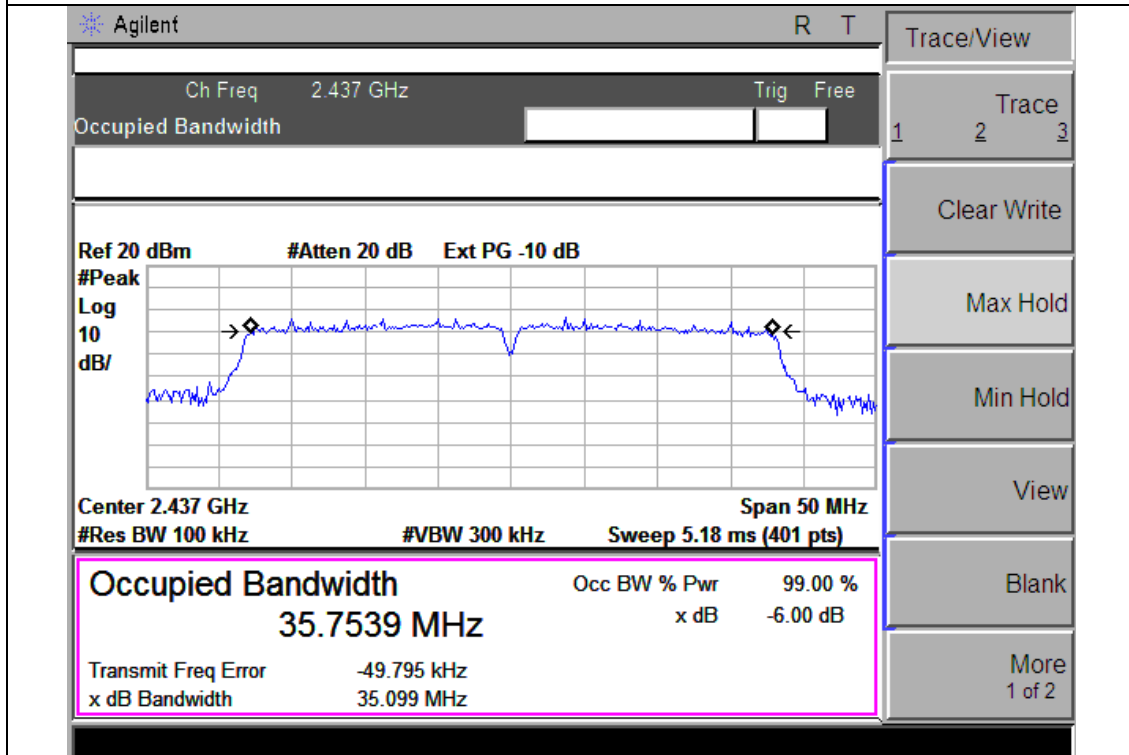 Agilent R T
Ch Freq 2.437 GHz Trig Free
Occupied Bandwidth
Ref 20 dBm #Atten 20 dB Ext PG -10 dB
#Peak
Log
10
dB/
Center 2.437 GHz Span 50 MHz
#Res BW 100 kHz #VBW 300 kHz Sweep 5.18 ms (401 pts)
Occupied Bandwidth Occ BW % Pwr 99.00 %
35.7539 MHz x dB -6.00 dB
Transmit Freq Error -49.795 kHz
x dB Bandwidth 35.099 MHz
Trace/View
Trace
1 2 3
Clear Write
Max Hold
Min Hold
View
Blank
More
1 of 2